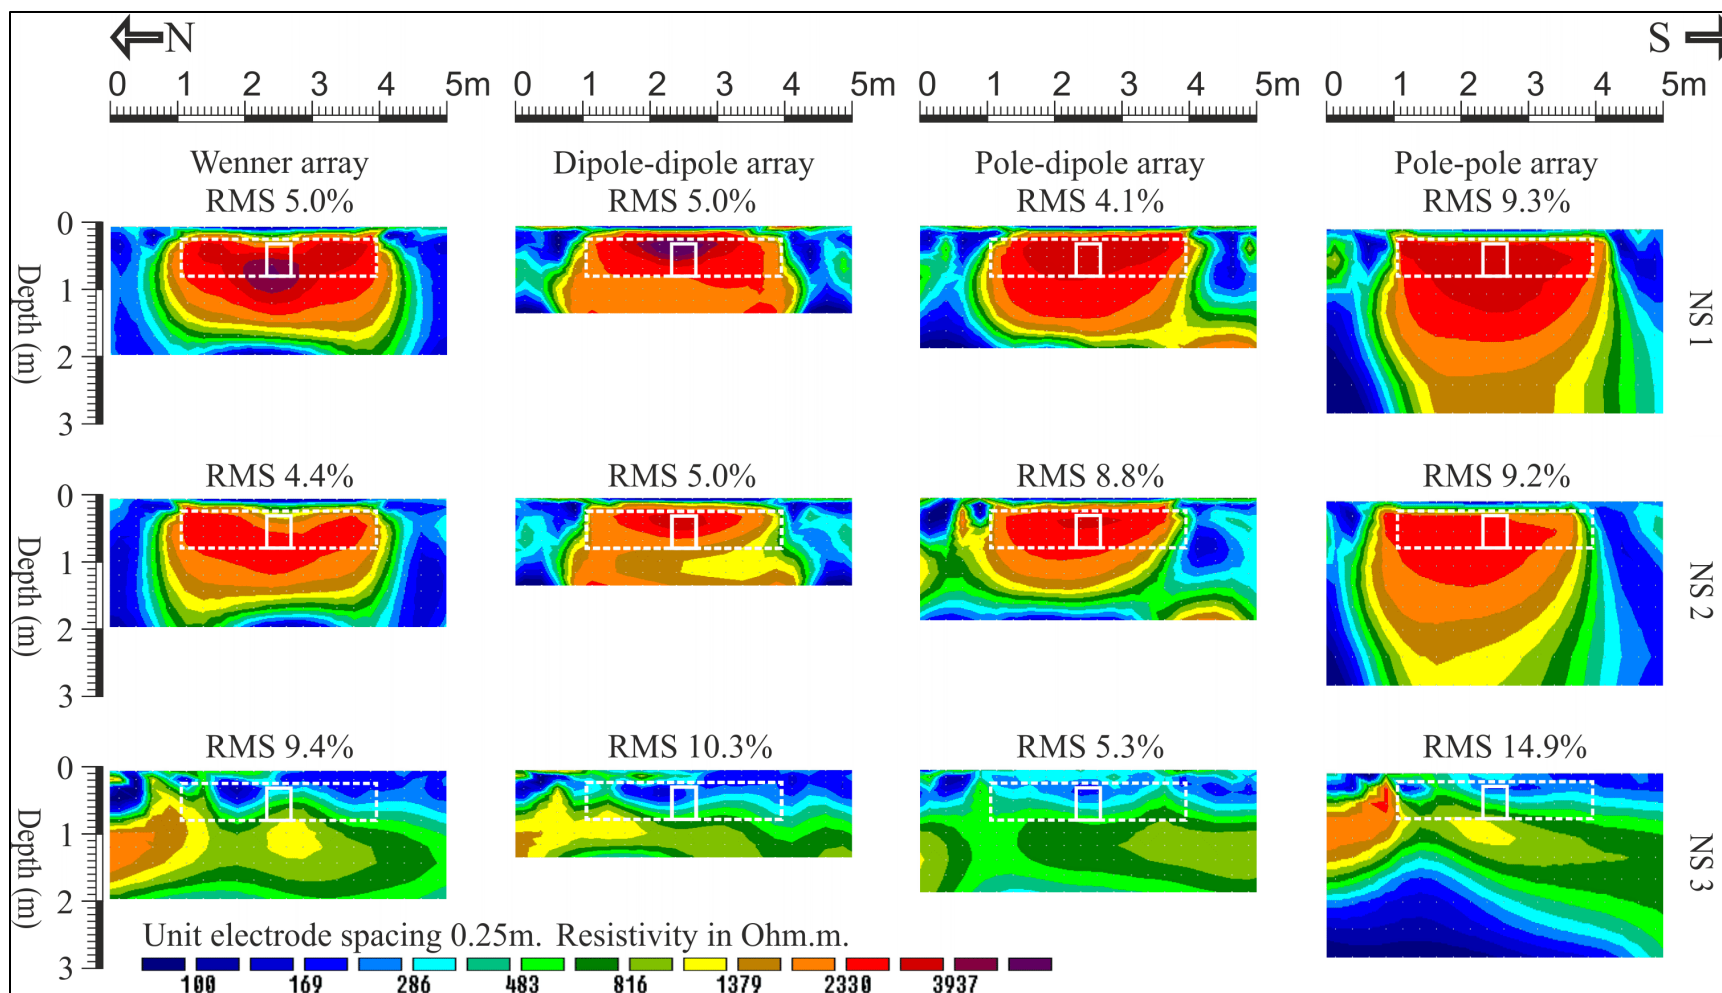 N S
0 1 2 3 4 5m 0 1 2 3 4 5m 0 1 2 3 4 5m 0 1 2 3 4 5m
Wenner array Dipole-dipole array Pole-dipole array Pole-pole array
RMS 5.0% RMS 5.0% RMS 4.1% RMS 9.3%
0
1
2
3
Depth (m)
NS 1
RMS 4.4% RMS 5.0% RMS 8.8% RMS 9.2%
0
1
2
3
Depth (m)
NS 2
RMS 9.4% RMS 10.3% RMS 5.3% RMS 14.9%
0
1
2
3
Depth (m)
NS 3
Unit electrode spacing 0.25m. Resistivity in Ohm.m.
100 169 286 483 816 1379 2330 3937